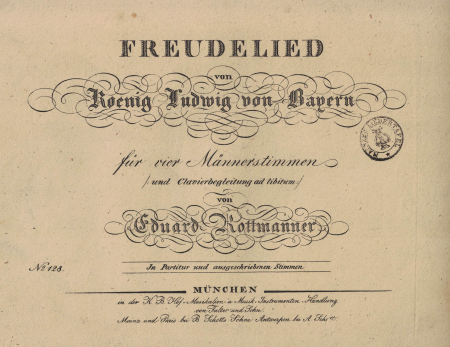 FREUDELIED
von
Koenig Ludwig von Bayern
für vier Männerstimmen
/: und Clavierbegleitung ad libitum :/
von
Eduard Rottmanner
No 128.
In Partitur und ausgeschriebenen Stimmen.
MÜNCHEN
in der K. B. Hof-Musikalien- u. Musik-Instrumenten-Handlung
von Falter und Sohn.
Mainz und Paris bei B. Schotts Söhne. Antwerpen bei A. Schott.